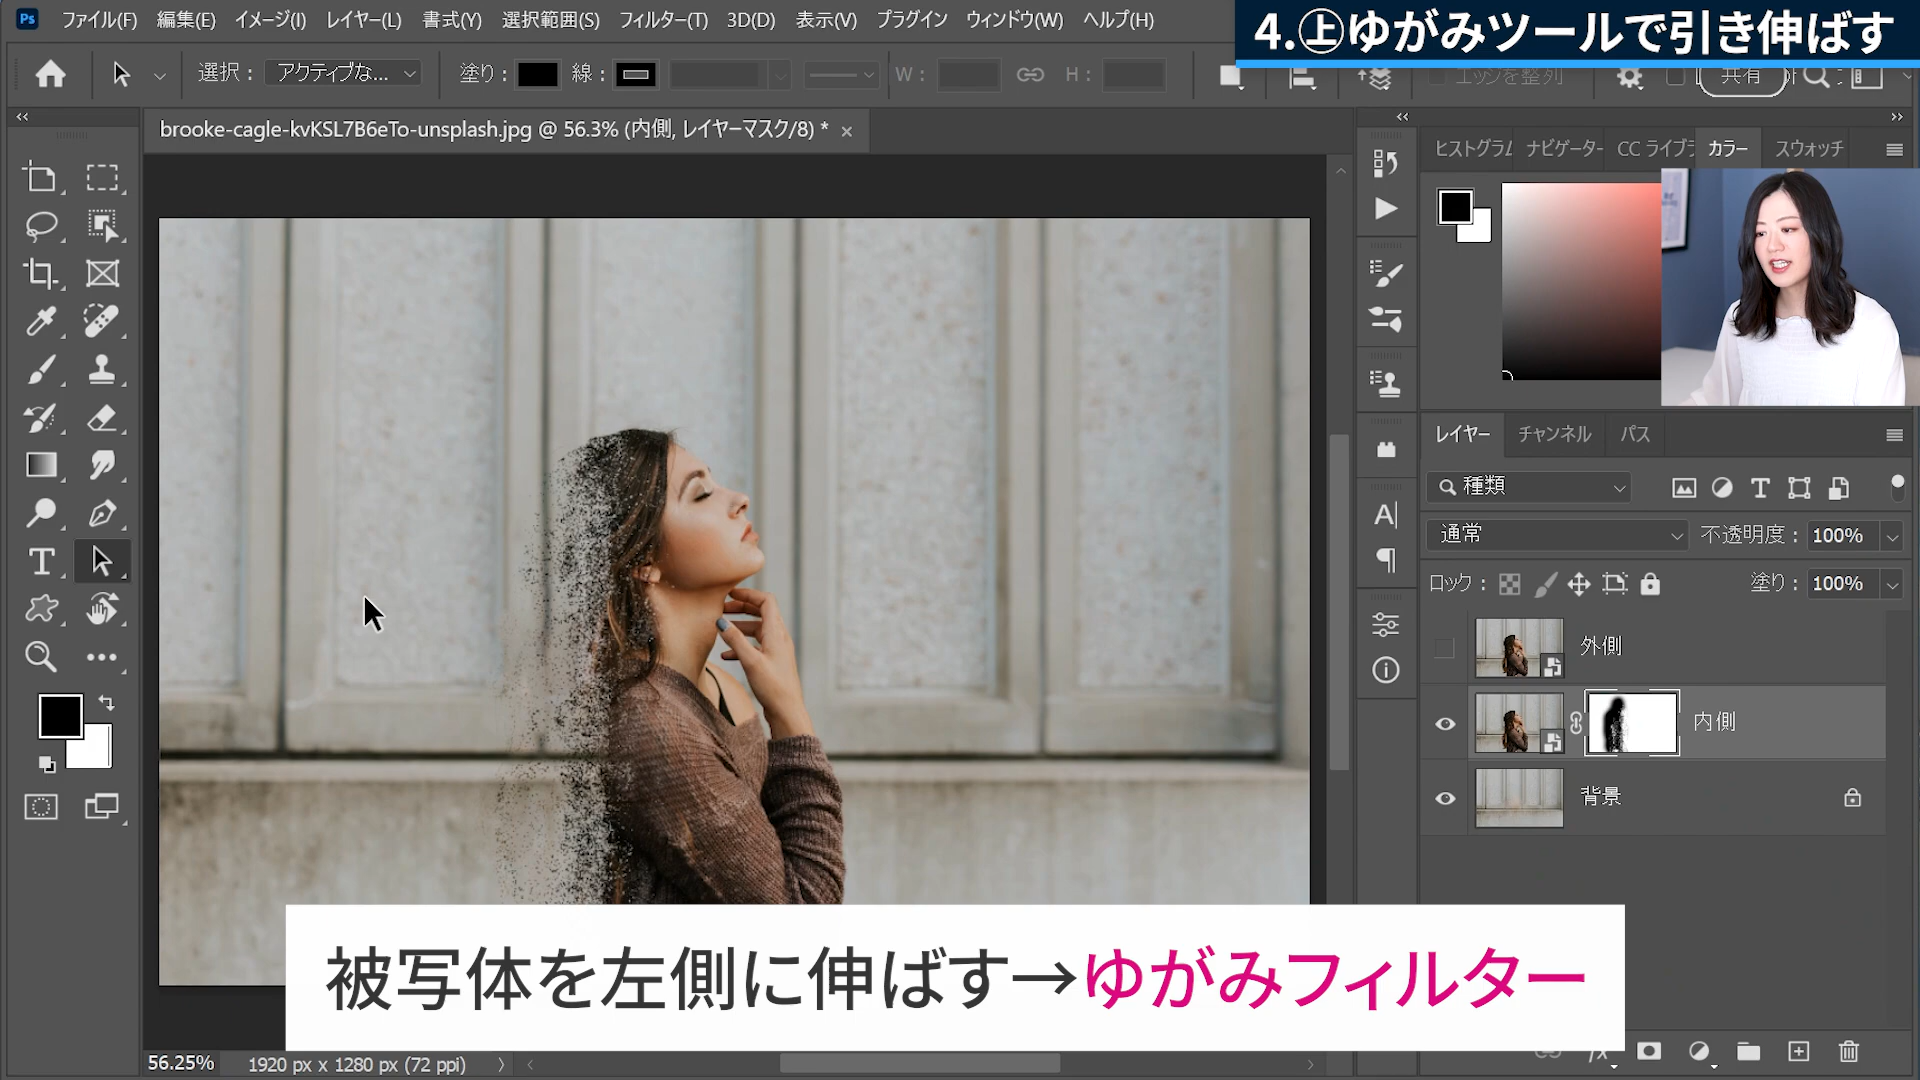 Ps ファイル(F) 編集(E) イメージ(I) レイヤー(L) 書式(Y) 選択範囲(S) フィルター(T) 3D(D) 表示(V) プラグイン ウィンドウ(W) ヘルプ(H)
4.㊤ゆがみツールで引き伸ばす
選択 : アクティブな... 塗り : 線 : W : H : エッジを整列 共有
brooke-cagle-kvKSL7B6eTo-unsplash.jpg @ 56.3% (内側, レイヤーマスク/8) * ×
ヒストグラム ナビゲーター CC ライブラ カラー スウォッチ
レイヤー チャンネル パス
種類
通常 不透明度 : 100%
ロック : 塗り : 100%
外側
内側
背景
被写体を左側に伸ばす→ゆがみフィルター
56.25% 1920 px x 1280 px (72 ppi)
fx